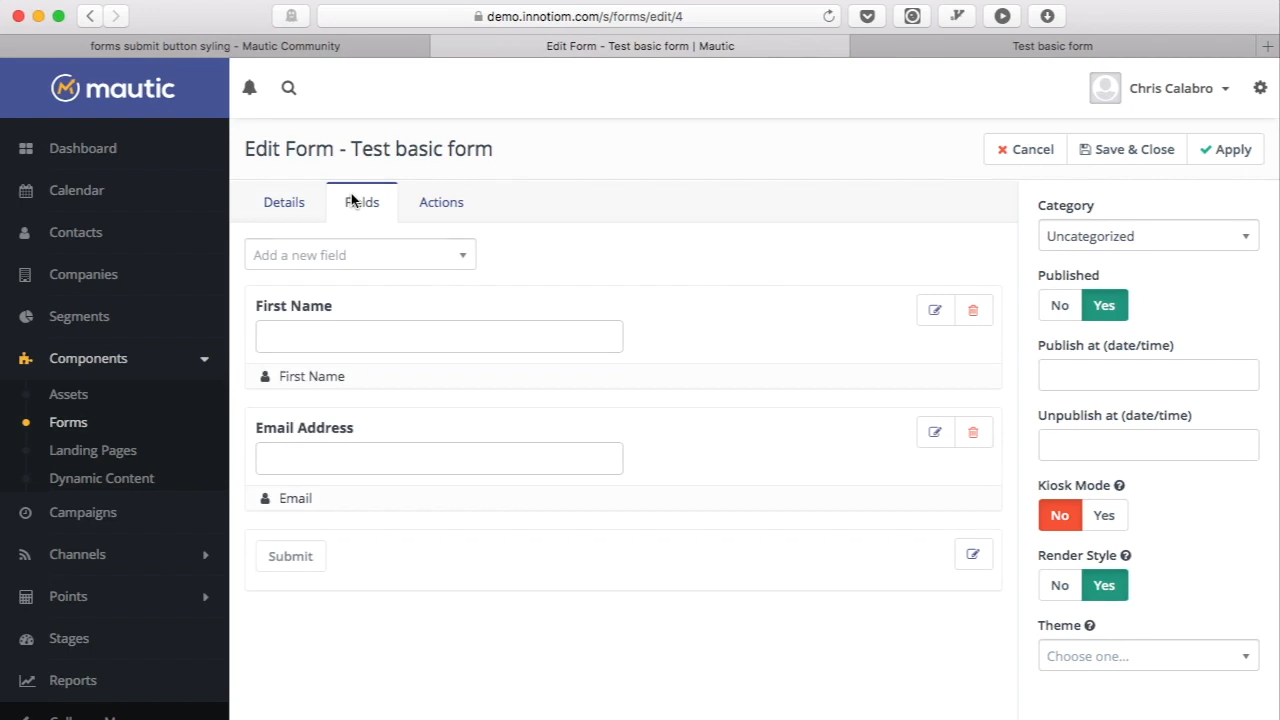 demo.innotiom.com/s/forms/edit/4
forms submit button syling - Mautic Community
Edit Form - Test basic form | Mautic
Test basic form
mautic
Chris Calabro
Dashboard
Calendar
Contacts
Companies
Segments
Components
Assets
Forms
Landing Pages
Dynamic Content
Campaigns
Channels
Points
Stages
Reports
Edit Form - Test basic form
Cancel
Save & Close
Apply
Details
Fields
Actions
Add a new field
First Name
First Name
Email Address
Email
Submit
Category
Uncategorized
Published
No Yes
Publish at (date/time)
Unpublish at (date/time)
Kiosk Mode
No Yes
Render Style
No Yes
Theme
Choose one...